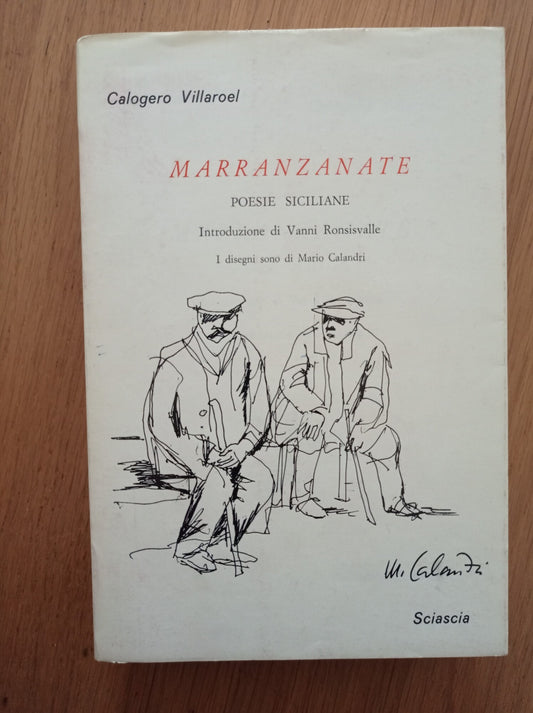 Calogero Villaroel
MARRANZANATE
POESIE SICILIANE
Introduzione di Vanni Ronsisvalle
I disegni sono di Mario Calandri
M. Calandri
Sciascia